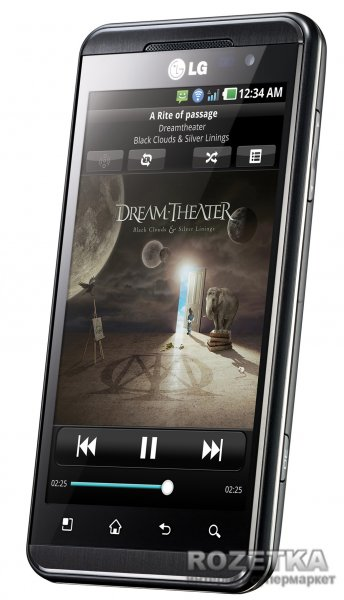 LG
12:34 AM
A Rite of passage
Dreamtheater
Black Clouds & Silver Linings
DREAM THEATER
Black Clouds & Silver Linings
02:25 02:25
3D
ROZETKA